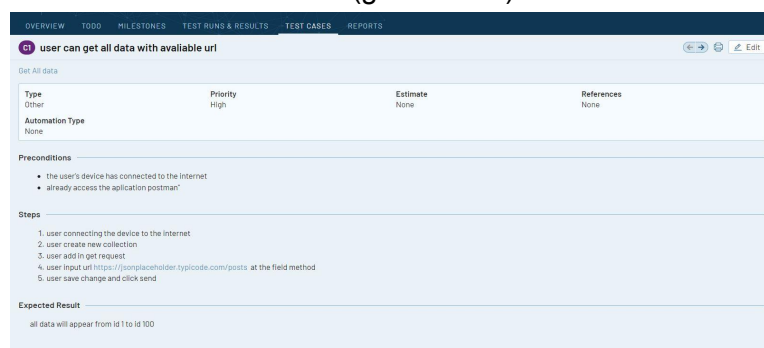 OVERVIEW TODO MILESTONES TEST RUNS & RESULTS TEST CASES REPORTS
C1 user can get all data with avaliable url Edit
Get All data
Type Priority Estimate References
Other High None None
Automation Type
None
Preconditions
the user's device has connected to the internet
already access the aplication postman"
Steps
1. user connecting the device to the internet
2. user create new collection
3. user add in get request
4. user input url https://jsonplaceholder.typicode.com/posts at the field method
5. user save change and click send
Expected Result
all data will appear from id 1 to id 100